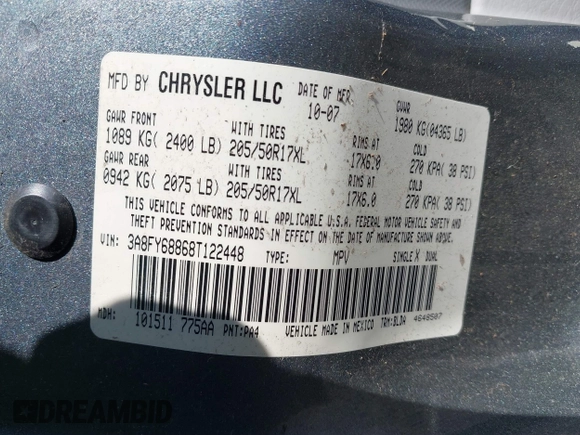 MFD BY CHRYSLER LLC DATE OF MFR GVWR
10-07 1980 KG(04365 LB)
GAWR FRONT WITH TIRES RIMS AT COLD
1089 KG( 2400 LB) 205/50R17XL 17X6.0 270 KPA( 38 PSI)
GAWR REAR WITH TIRES RIMS AT COLD
0942 KG( 2075 LB) 205/50R17XL 17X6.0 270 KPA( 38 PSI)
THIS VEHICLE CONFORMS TO ALL APPLICABLE U.S.A. FEDERAL MOTOR VEHICLE SAFETY AND
THEFT PREVENTION STANDARDS IN EFFECT ON THE DATE OF MANUFACTURE SHOWN ABOVE.
VIN: 3A8FY68868T122448 TYPE: MPV SINGLE X DUAL
MDH: 101511 775AA PNT:PA4 VEHICLE MADE IN MEXICO TRM:BLDA 4648507
DREAMBID